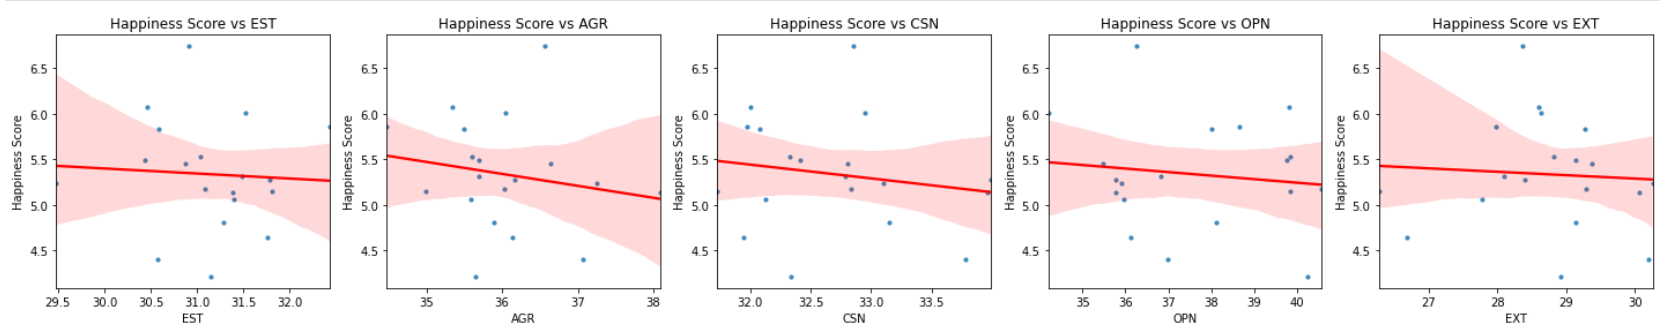 Happiness Score vs EST
Happiness Score
6.5
6.0
5.5
5.0
4.5
29.5 30.0 30.5 31.0 31.5 32.0
EST
Happiness Score vs AGR
Happiness Score
6.5
6.0
5.5
5.0
4.5
35 36 37 38
AGR
Happiness Score vs CSN
Happiness Score
6.5
6.0
5.5
5.0
4.5
32.0 32.5 33.0 33.5
CSN
Happiness Score vs OPN
Happiness Score
6.5
6.0
5.5
5.0
4.5
35 36 37 38 39 40
OPN
Happiness Score vs EXT
Happiness Score
6.5
6.0
5.5
5.0
4.5
27 28 29 30
EXT